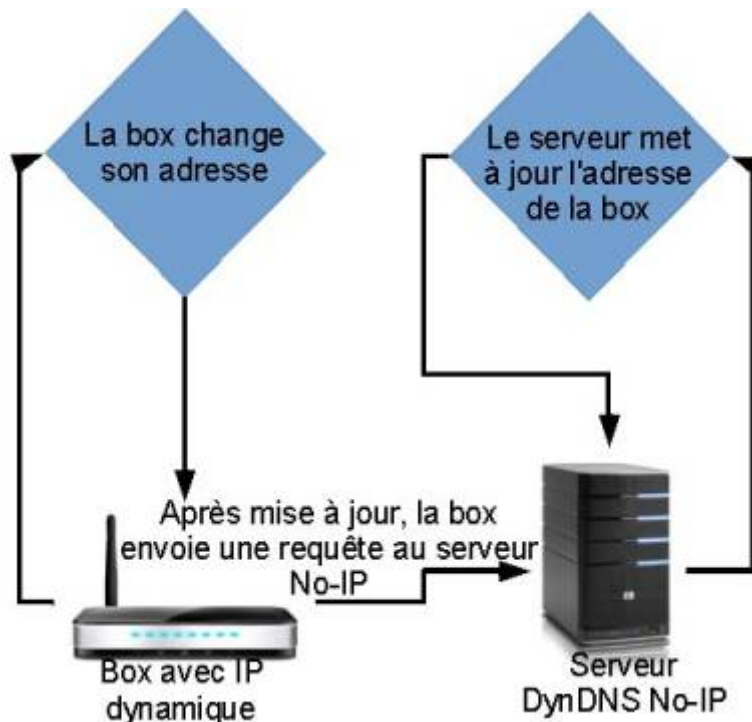 La box change
son adresse
Le serveur met
à jour l'adresse
de la box
Après mise à jour, la box
envoie une requête au serveur
No-IP
Box avec IP
dynamique
Serveur
DynDNS No-IP